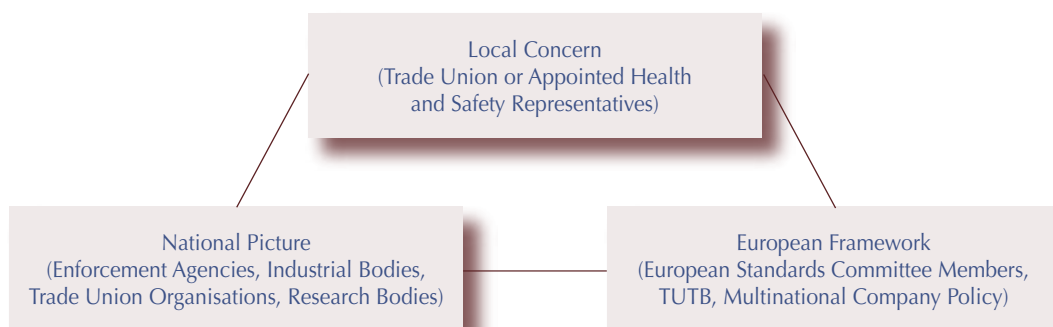 Local Concern
(Trade Union or Appointed Health
and Safety Representatives)
National Picture
(Enforcement Agencies, Industrial Bodies,
Trade Union Organisations, Research Bodies)
European Framework
(European Standards Committee Members,
TUTB, Multinational Company Policy)